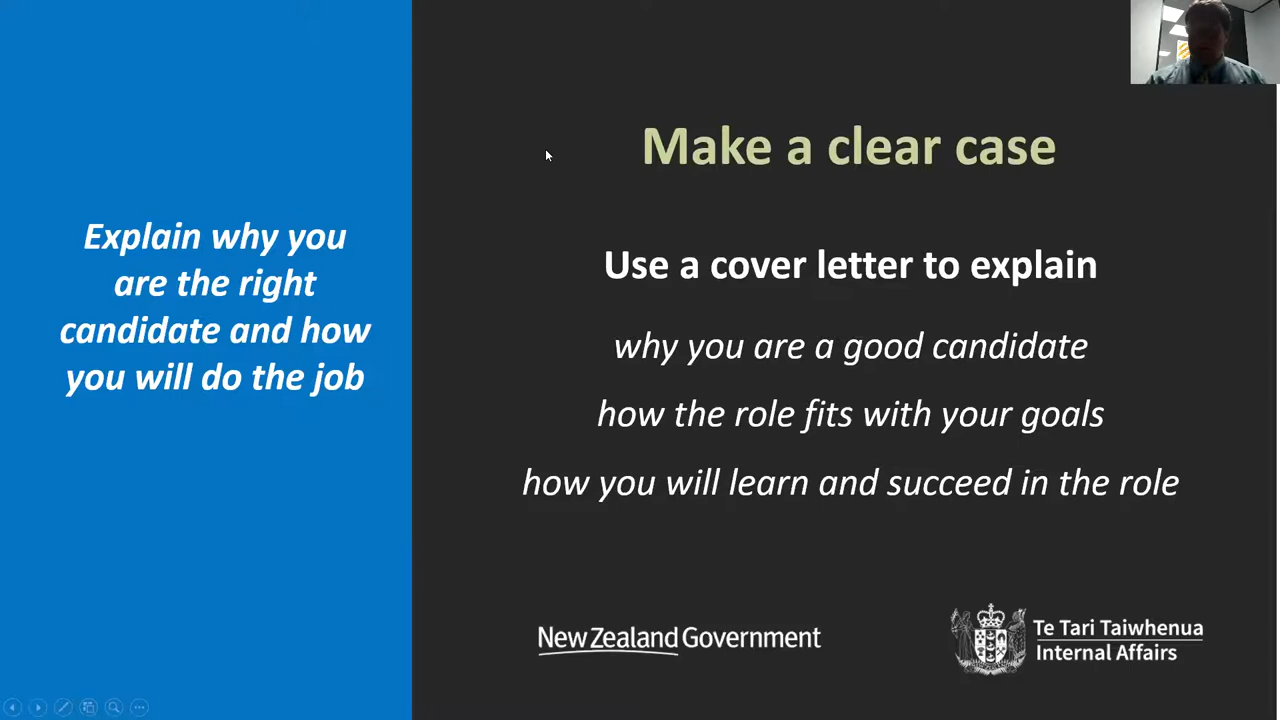 Explain why you
are the right
candidate and how
you will do the job
Make a clear case
Use a cover letter to explain
why you are a good candidate
how the role fits with your goals
how you will learn and succeed in the role
New Zealand Government
Te Tari Taiwhenua
Internal Affairs